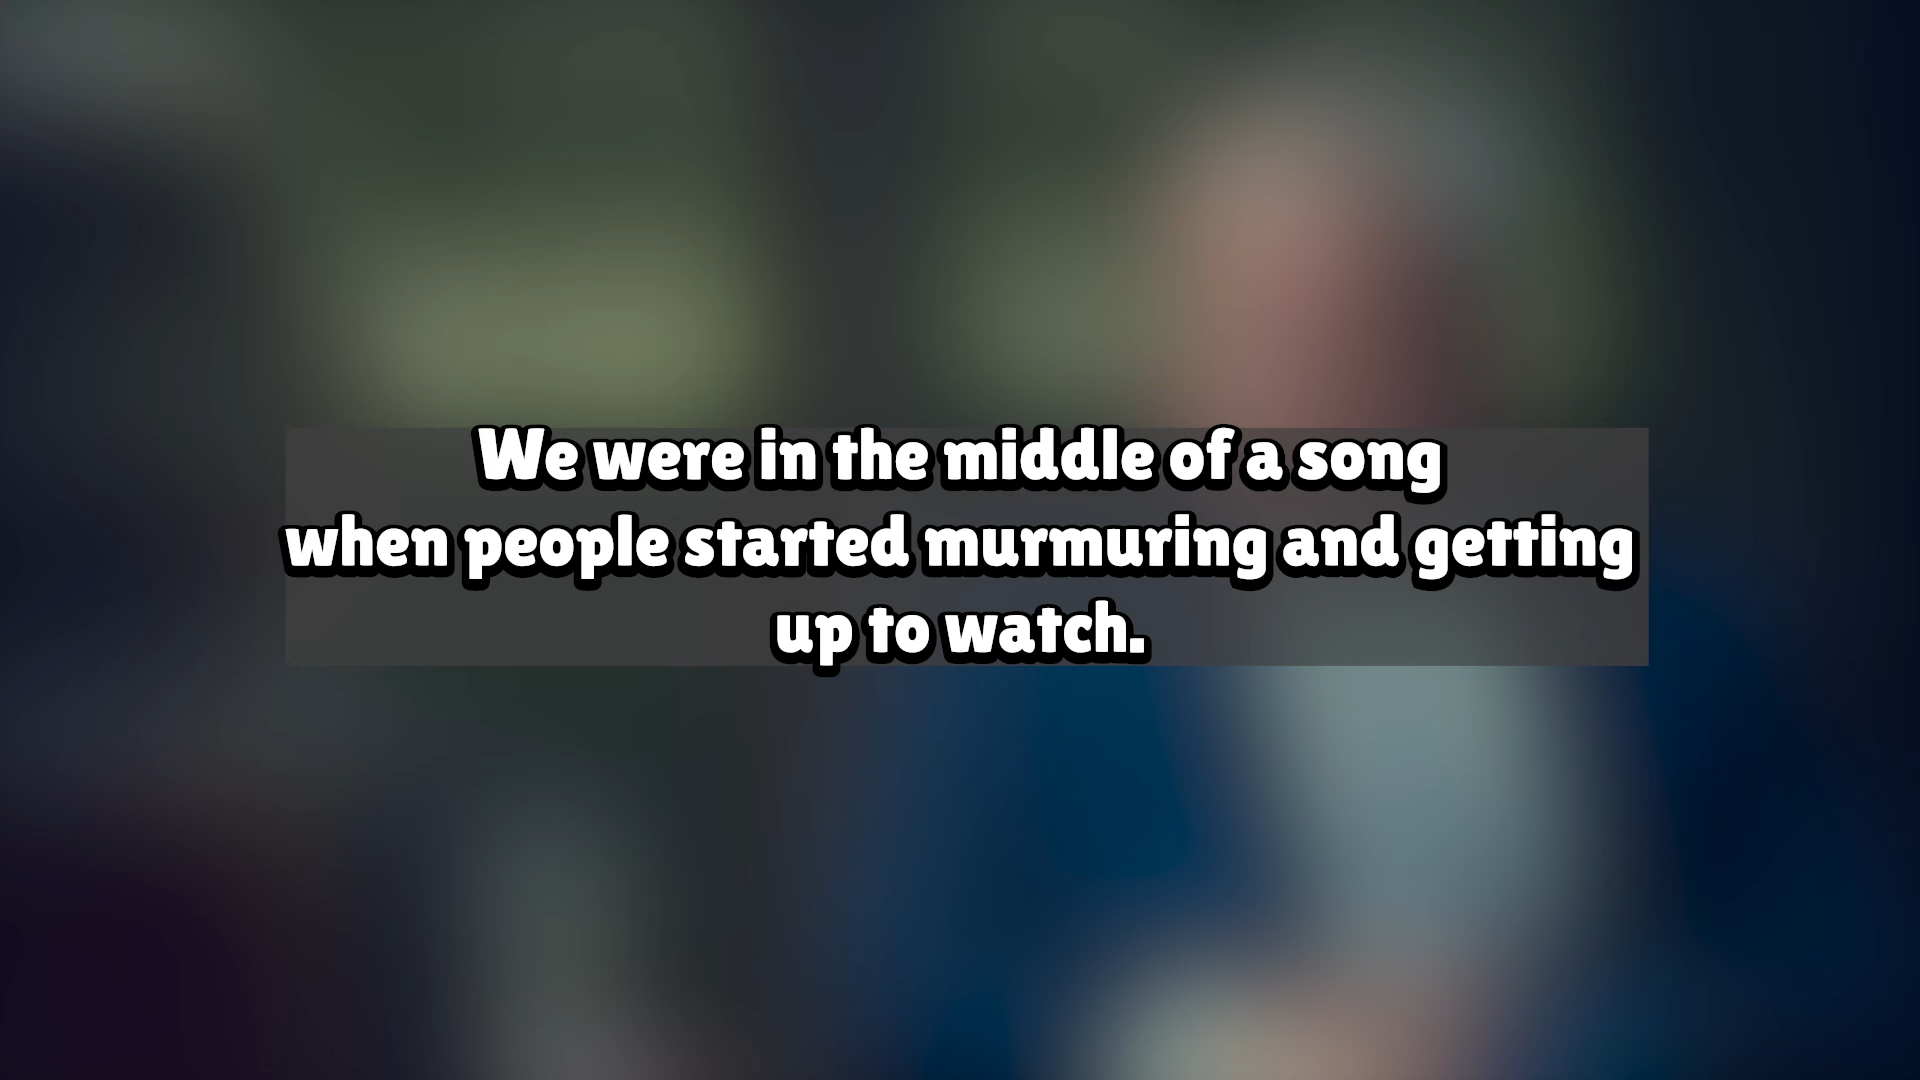 We were in the middle of a song
when people started murmuring and getting
up to watch.